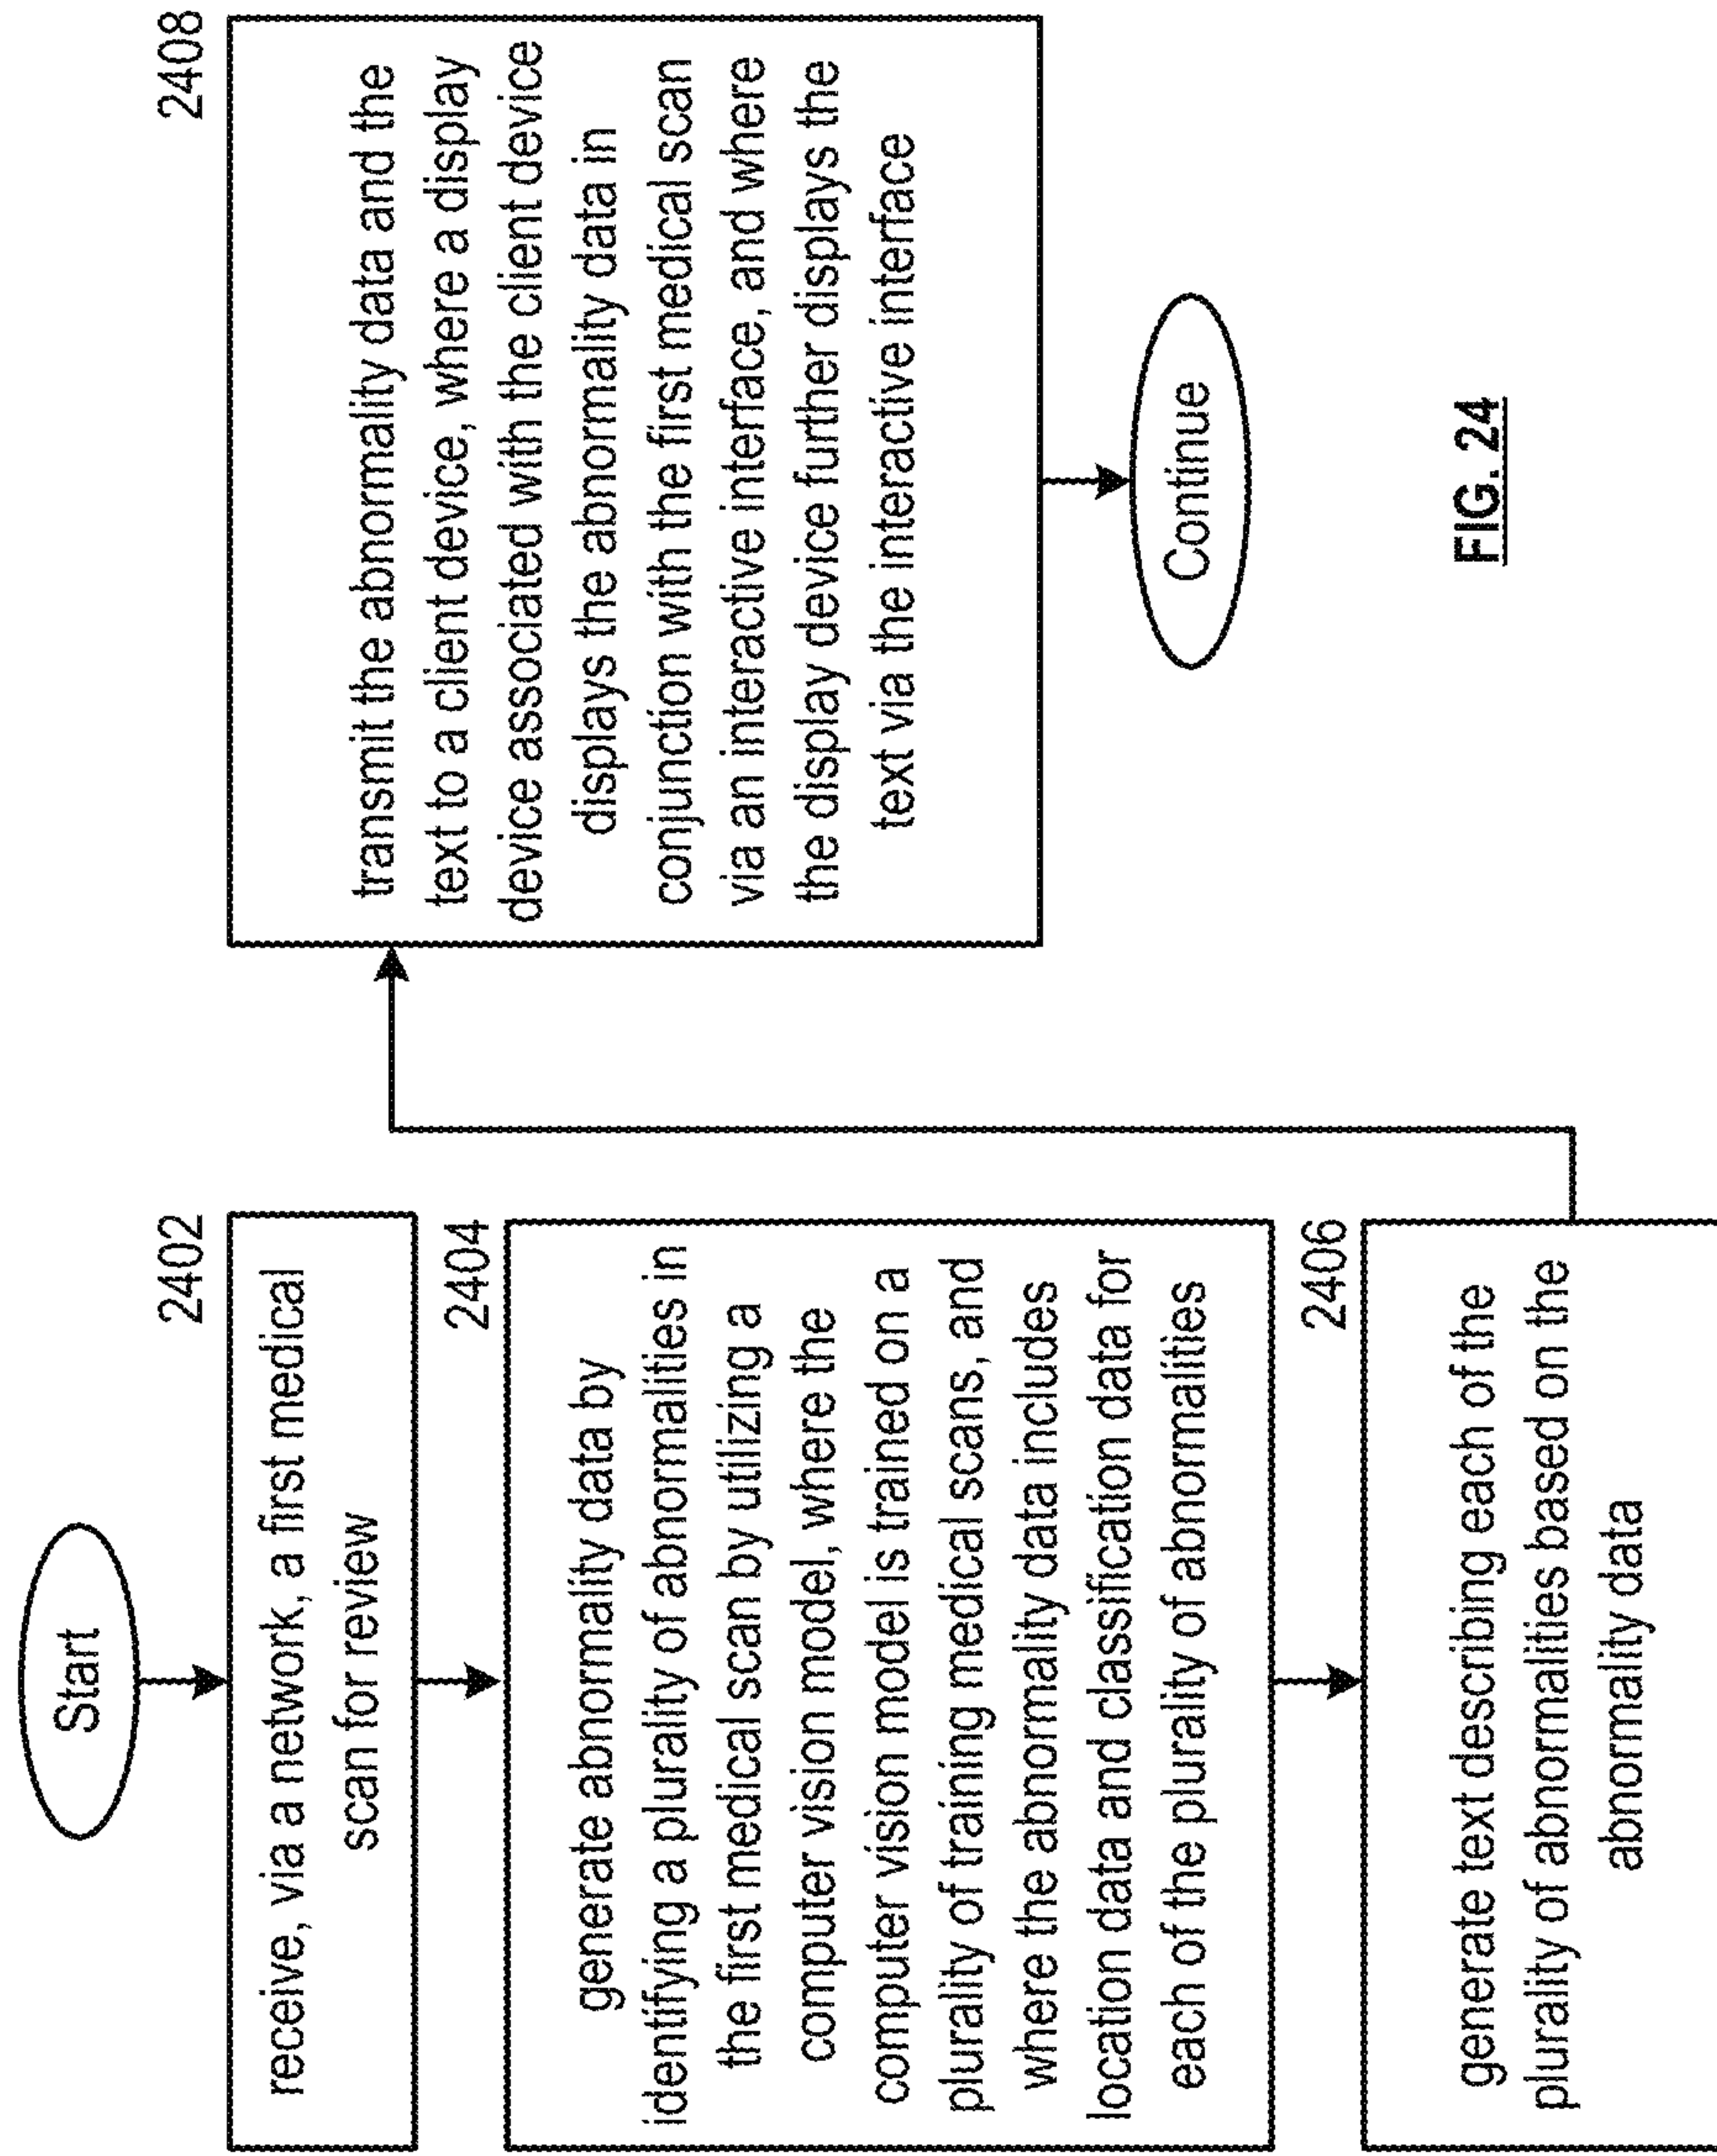 Start
2402
receive, via a network, a first medical
scan for review
2404
generate abnormality data by
identifying a plurality of abnormalities in
the first medical scan by utilizing a
computer vision model, where the
computer vision model is trained on a
plurality of training medical scans, and
where the abnormality data includes
location data and classification data for
each of the plurality of abnormalities
2406
generate text describing each of the
plurality of abnormalities based on the
abnormality data
2408
transmit the abnormality data and the
text to a client device, where a display
device associated with the client device
displays the abnormality data in
conjunction with the first medical scan
via an interactive interface, and where
the display device further displays the
text via the interactive interface
Continue
FIG. 24